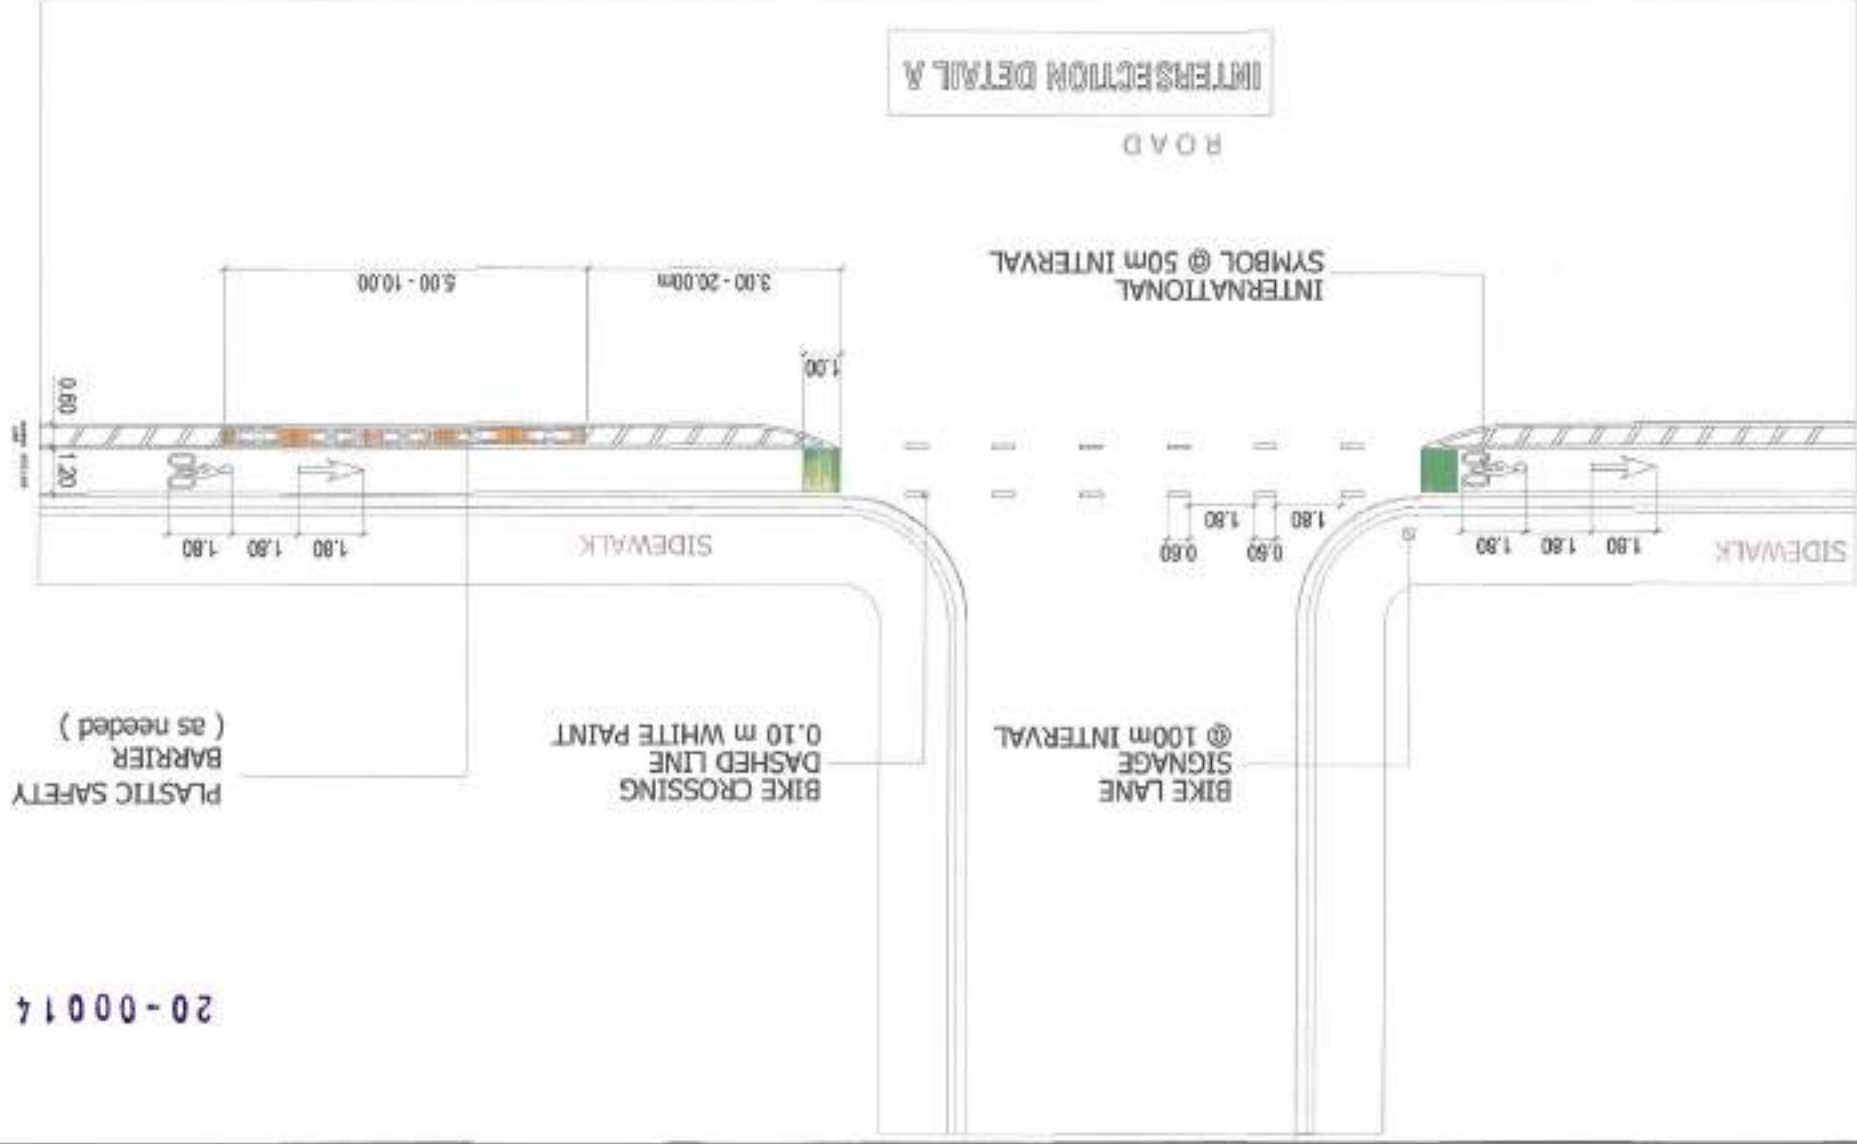 20-00014
PLASTIC SAFETY
BARRIER
( as needed )
BIKE CROSSING
DASHED LINE
0.10 m WHITE PAINT
BIKE LANE
SIGNAGE
@ 100m INTERVAL
SIDEWALK
1.80
1.80
1.80
0.60
0.60
1.80
1.80
SIDEWALK
1.80
1.80
1.80
1.20
0.60
1.00
INTERNATIONAL
SYMBOL @ 50m INTERVAL
3.00 - 20.00m
5.00 - 10.00
ROAD
INTERSECTION DETAIL A